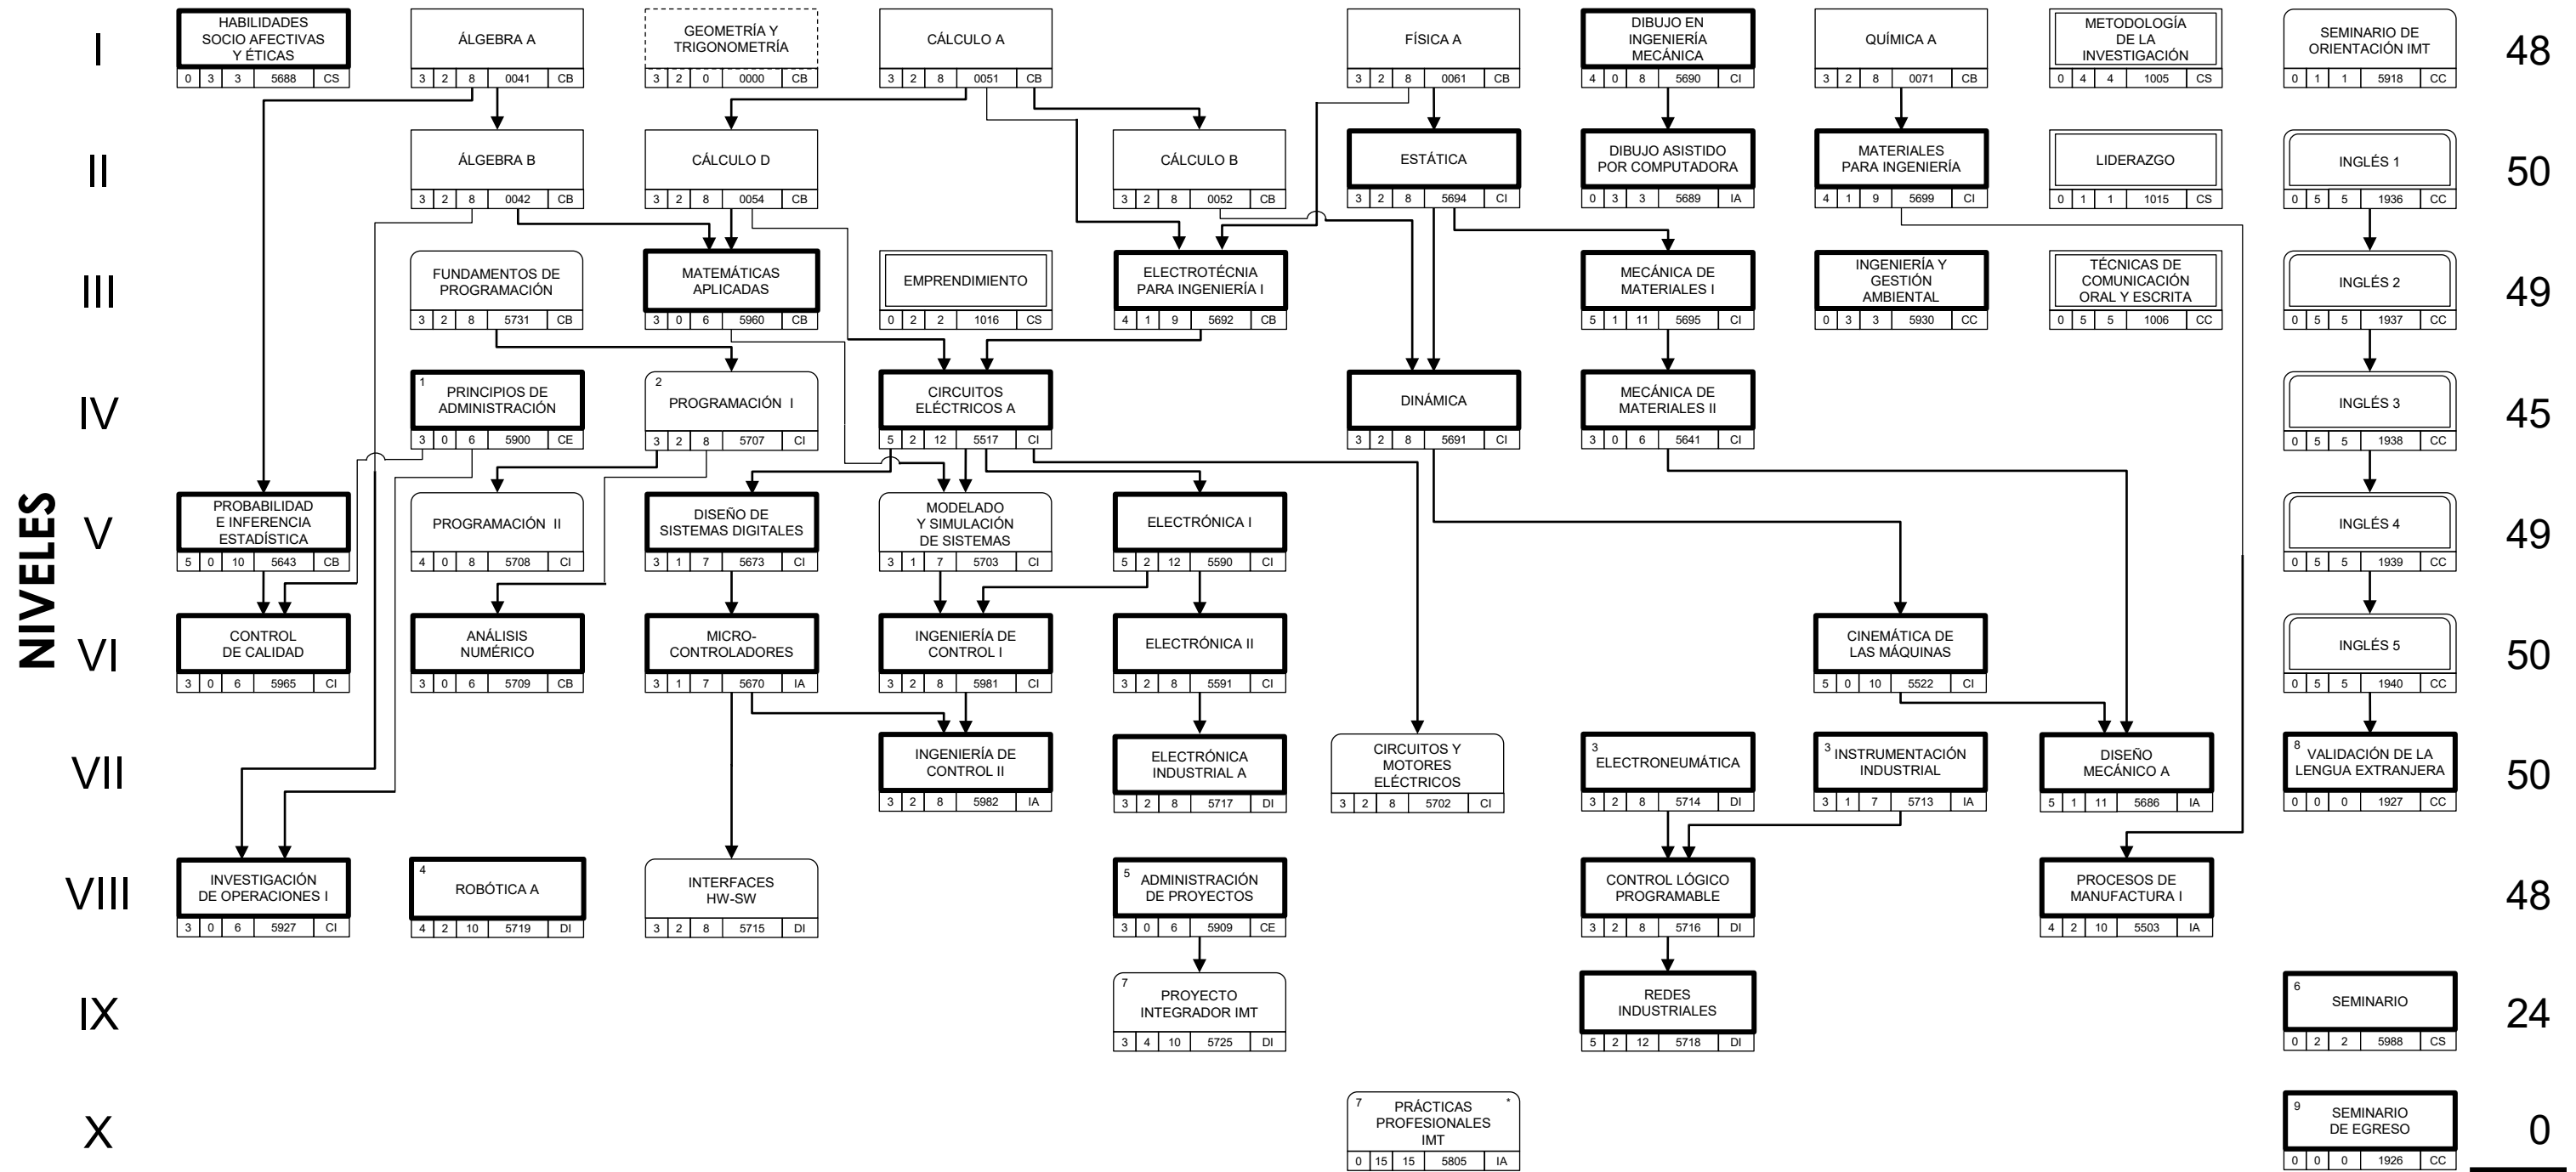 I
HABILIDADES
SOCIO AFECTIVAS
Y ÉTICAS
0 3 3 5688 CS
ÁLGEBRA A
3 2 8 0041 CB
GEOMETRÍA Y
TRIGONOMETRÍA
3 2 0 0000 CB
CÁLCULO A
3 2 8 0051 CB
FÍSICA A
3 2 8 0061 CB
DIBUJO EN
INGENIERÍA
MECÁNICA
4 0 8 5690 CI
QUÍMICA A
3 2 8 0071 CB
METODOLOGÍA
DE LA
INVESTIGACIÓN
0 4 4 1005 CS
SEMINARIO DE
ORIENTACIÓN IMT
0 1 1 5918 CC
48
II
ÁLGEBRA B
3 2 8 0042 CB
CÁLCULO D
3 2 8 0054 CB
CÁLCULO B
3 2 8 0052 CB
ESTÁTICA
3 2 8 5694 CI
DIBUJO ASISTIDO
POR COMPUTADORA
0 3 3 5689 IA
MATERIALES
PARA INGENIERÍA
4 1 9 5699 CI
LIDERAZGO
0 1 1 1015 CS
INGLÉS 1
0 5 5 1936 CC
50
III
FUNDAMENTOS DE
PROGRAMACIÓN
3 2 8 5731 CB
MATEMÁTICAS
APLICADAS
3 0 6 5960 CB
EMPRENDIMIENTO
0 2 2 1016 CS
ELECTROTÉCNIA
PARA INGENIERÍA I
4 1 9 5692 CB
MECÁNICA DE
MATERIALES I
5 1 11 5695 CI
INGENIERÍA Y
GESTIÓN
AMBIENTAL
0 3 3 5930 CC
TÉCNICAS DE
COMUNICACIÓN
ORAL Y ESCRITA
0 5 5 1006 CC
INGLÉS 2
0 5 5 1937 CC
49
NIVELES
IV
1 PRINCIPIOS DE
ADMINISTRACIÓN
3 0 6 5900 CE
2
PROGRAMACIÓN I
3 2 8 5707 CI
CIRCUITOS
ELÉCTRICOS A
5 2 12 5517 CI
DINÁMICA
3 2 8 5691 CI
MECÁNICA DE
MATERIALES II
3 0 6 5641 CI
INGLÉS 3
0 5 5 1938 CC
45
V
PROBABILIDAD
E INFERENCIA
ESTADÍSTICA
5 0 10 5643 CB
PROGRAMACIÓN II
4 0 8 5708 CI
DISEÑO DE
SISTEMAS DIGITALES
3 1 7 5673 CI
MODELADO
Y SIMULACIÓN
DE SISTEMAS
3 1 7 5703 CI
ELECTRÓNICA I
5 2 12 5590 CI
INGLÉS 4
0 5 5 1939 CC
49
VI
CONTROL
DE CALIDAD
3 0 6 5965 CI
ANÁLISIS
NUMÉRICO
3 0 6 5709 CB
MICRO-
CONTROLADORES
3 1 7 5670 IA
INGENIERÍA DE
CONTROL I
3 2 8 5981 CI
ELECTRÓNICA II
3 2 8 5591 CI
CINEMÁTICA DE
LAS MÁQUINAS
5 0 10 5522 CI
INGLÉS 5
0 5 5 1940 CC
50
VII
INGENIERÍA DE
CONTROL II
3 2 8 5982 IA
ELECTRÓNICA
INDUSTRIAL A
3 2 8 5717 DI
CIRCUITOS Y
MOTORES
ELÉCTRICOS
3 2 8 5702 CI
3
ELECTRONEUMÁTICA
3 2 8 5714 DI
3 INSTRUMENTACIÓN
INDUSTRIAL
3 1 7 5713 IA
DISEÑO
MECÁNICO A
5 1 11 5686 IA
8 VALIDACIÓN DE LA
LENGUA EXTRANJERA
0 0 0 1927 CC
50
VIII
INVESTIGACIÓN
DE OPERACIONES I
3 0 6 5927 CI
4
ROBÓTICA A
4 2 10 5719 DI
INTERFACES
HW-SW
3 2 8 5715 DI
5 ADMINISTRACIÓN
DE PROYECTOS
3 0 6 5909 CE
CONTROL LÓGICO
PROGRAMABLE
3 2 8 5716 DI
PROCESOS DE
MANUFACTURA I
4 2 10 5503 IA
48
IX
7
PROYECTO
INTEGRADOR IMT
3 4 10 5725 DI
REDES
INDUSTRIALES
5 2 12 5718 DI
6
SEMINARIO
0 2 2 5988 CS
24
X
7 PRÁCTICAS *
PROFESIONALES
IMT
0 15 15 5805 IA
9 SEMINARIO
DE EGRESO
0 0 0 1926 CC
0